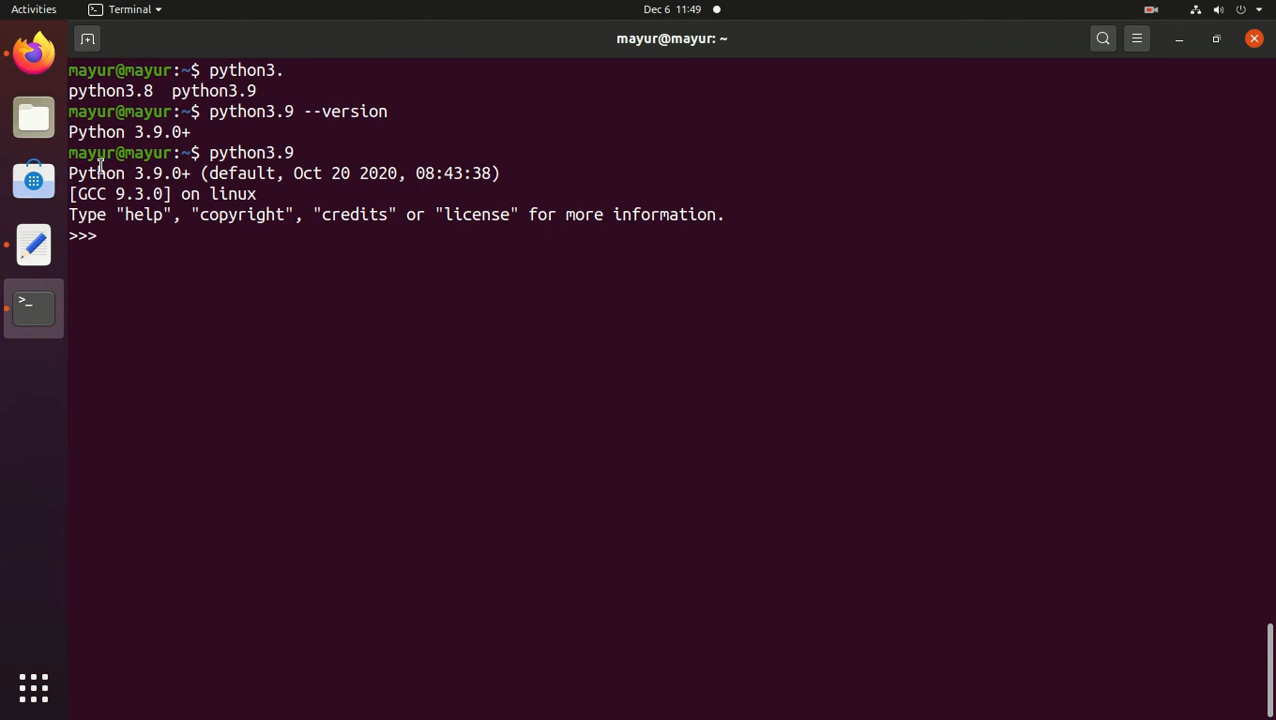 Activities Terminal Dec 6 11:49
mayur@mayur: ~
mayur@mayur:~$ python3.
python3.8 python3.9
mayur@mayur:~$ python3.9 --version
Python 3.9.0+
mayur@mayur:~$ python3.9
Python 3.9.0+ (default, Oct 20 2020, 08:43:38)
[GCC 9.3.0] on linux
Type "help", "copyright", "credits" or "license" for more information.
>>>